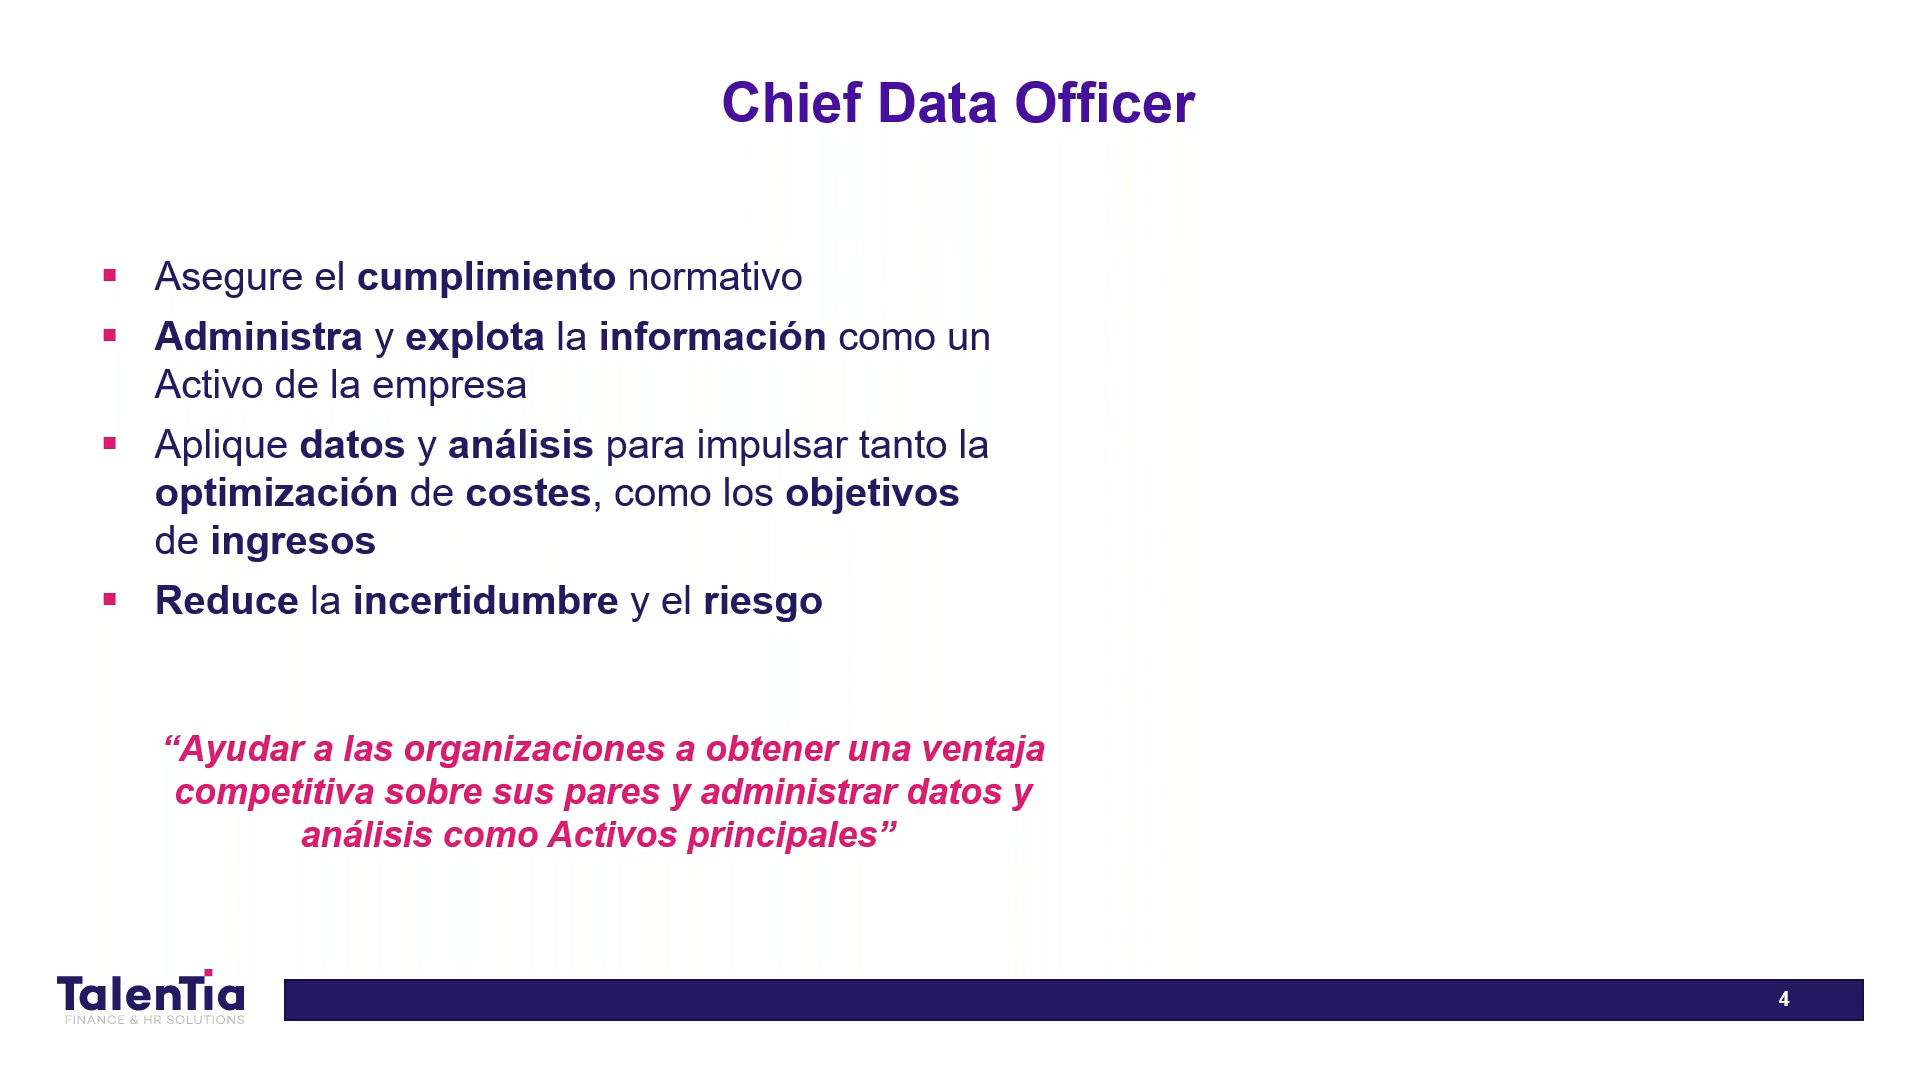 Chief Data Officer
Asegure el cumplimiento normativo
Administra y explota la información como un
Activo de la empresa
Aplique datos y análisis para impulsar tanto la
optimización de costes, como los objetivos
de ingresos
Reduce la incertidumbre y el riesgo
“Ayudar a las organizaciones a obtener una ventaja
competitiva sobre sus pares y administrar datos y
análisis como Activos principales”
TalenTia
FINANCE & HR SOLUTIONS
4